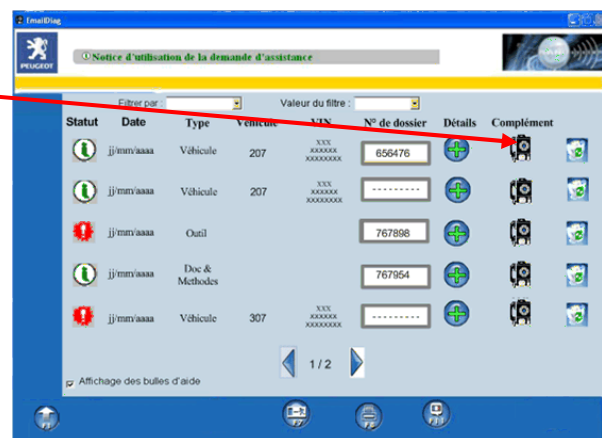 EmailDiag
PEUGEOT
Notice d'utilisation de la demande d'assistance
Filtrer par : Valeur du filtre :
Statut Date Type Véhicule VIN N° de dossier Détails Complément
jj/mm/aaaa Véhicule 207 xxx xxxxxx xxxxxxxx 656476
jj/mm/aaaa Véhicule 207 xxx xxxxxx xxxxxxxx ---------
jj/mm/aaaa Outil 767898
jj/mm/aaaa Doc & Methodes 767954
jj/mm/aaaa Véhicule 307 xxx xxxxxx xxxxxxxx ---------
1 / 2
Affichage des bulles d'aide